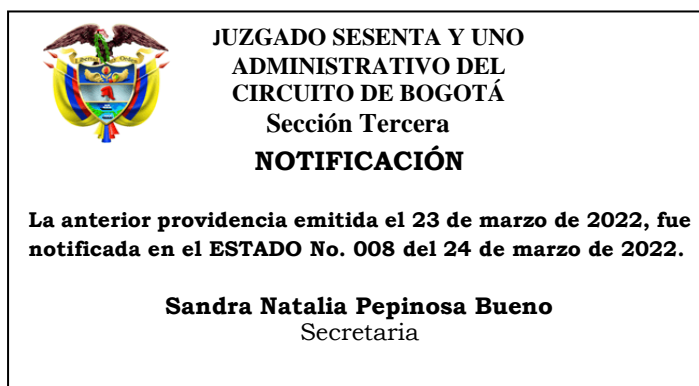 JUZGADO SESENTA Y UNO
ADMINISTRATIVO DEL
CIRCUITO DE BOGOTÁ
Sección Tercera
NOTIFICACIÓN
La anterior providencia emitida el 23 de marzo de 2022, fue
notificada en el ESTADO No. 008 del 24 de marzo de 2022.
Sandra Natalia Pepinosa Bueno
Secretaria